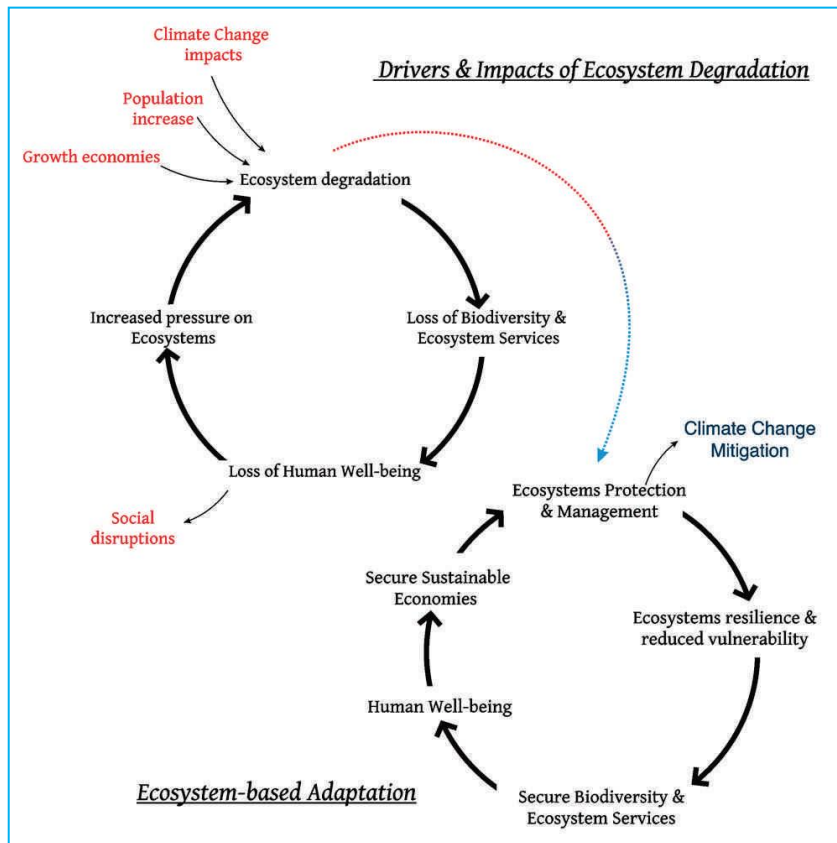 Climate Change
impacts
Drivers & Impacts of Ecosystem Degradation
Population
increase
Growth economies
Ecosystem degradation
Increased pressure on
Ecosystems
Loss of Biodiversity &
Ecosystem Services
Loss of Human Well-being
Social
disruptions
Climate Change
Mitigation
Ecosystems Protection
& Management
Secure Sustainable
Economies
Ecosystems resilience &
reduced vulnerability
Human Well-being
Ecosystem-based Adaptation
Secure Biodiversity &
Ecosystem Services